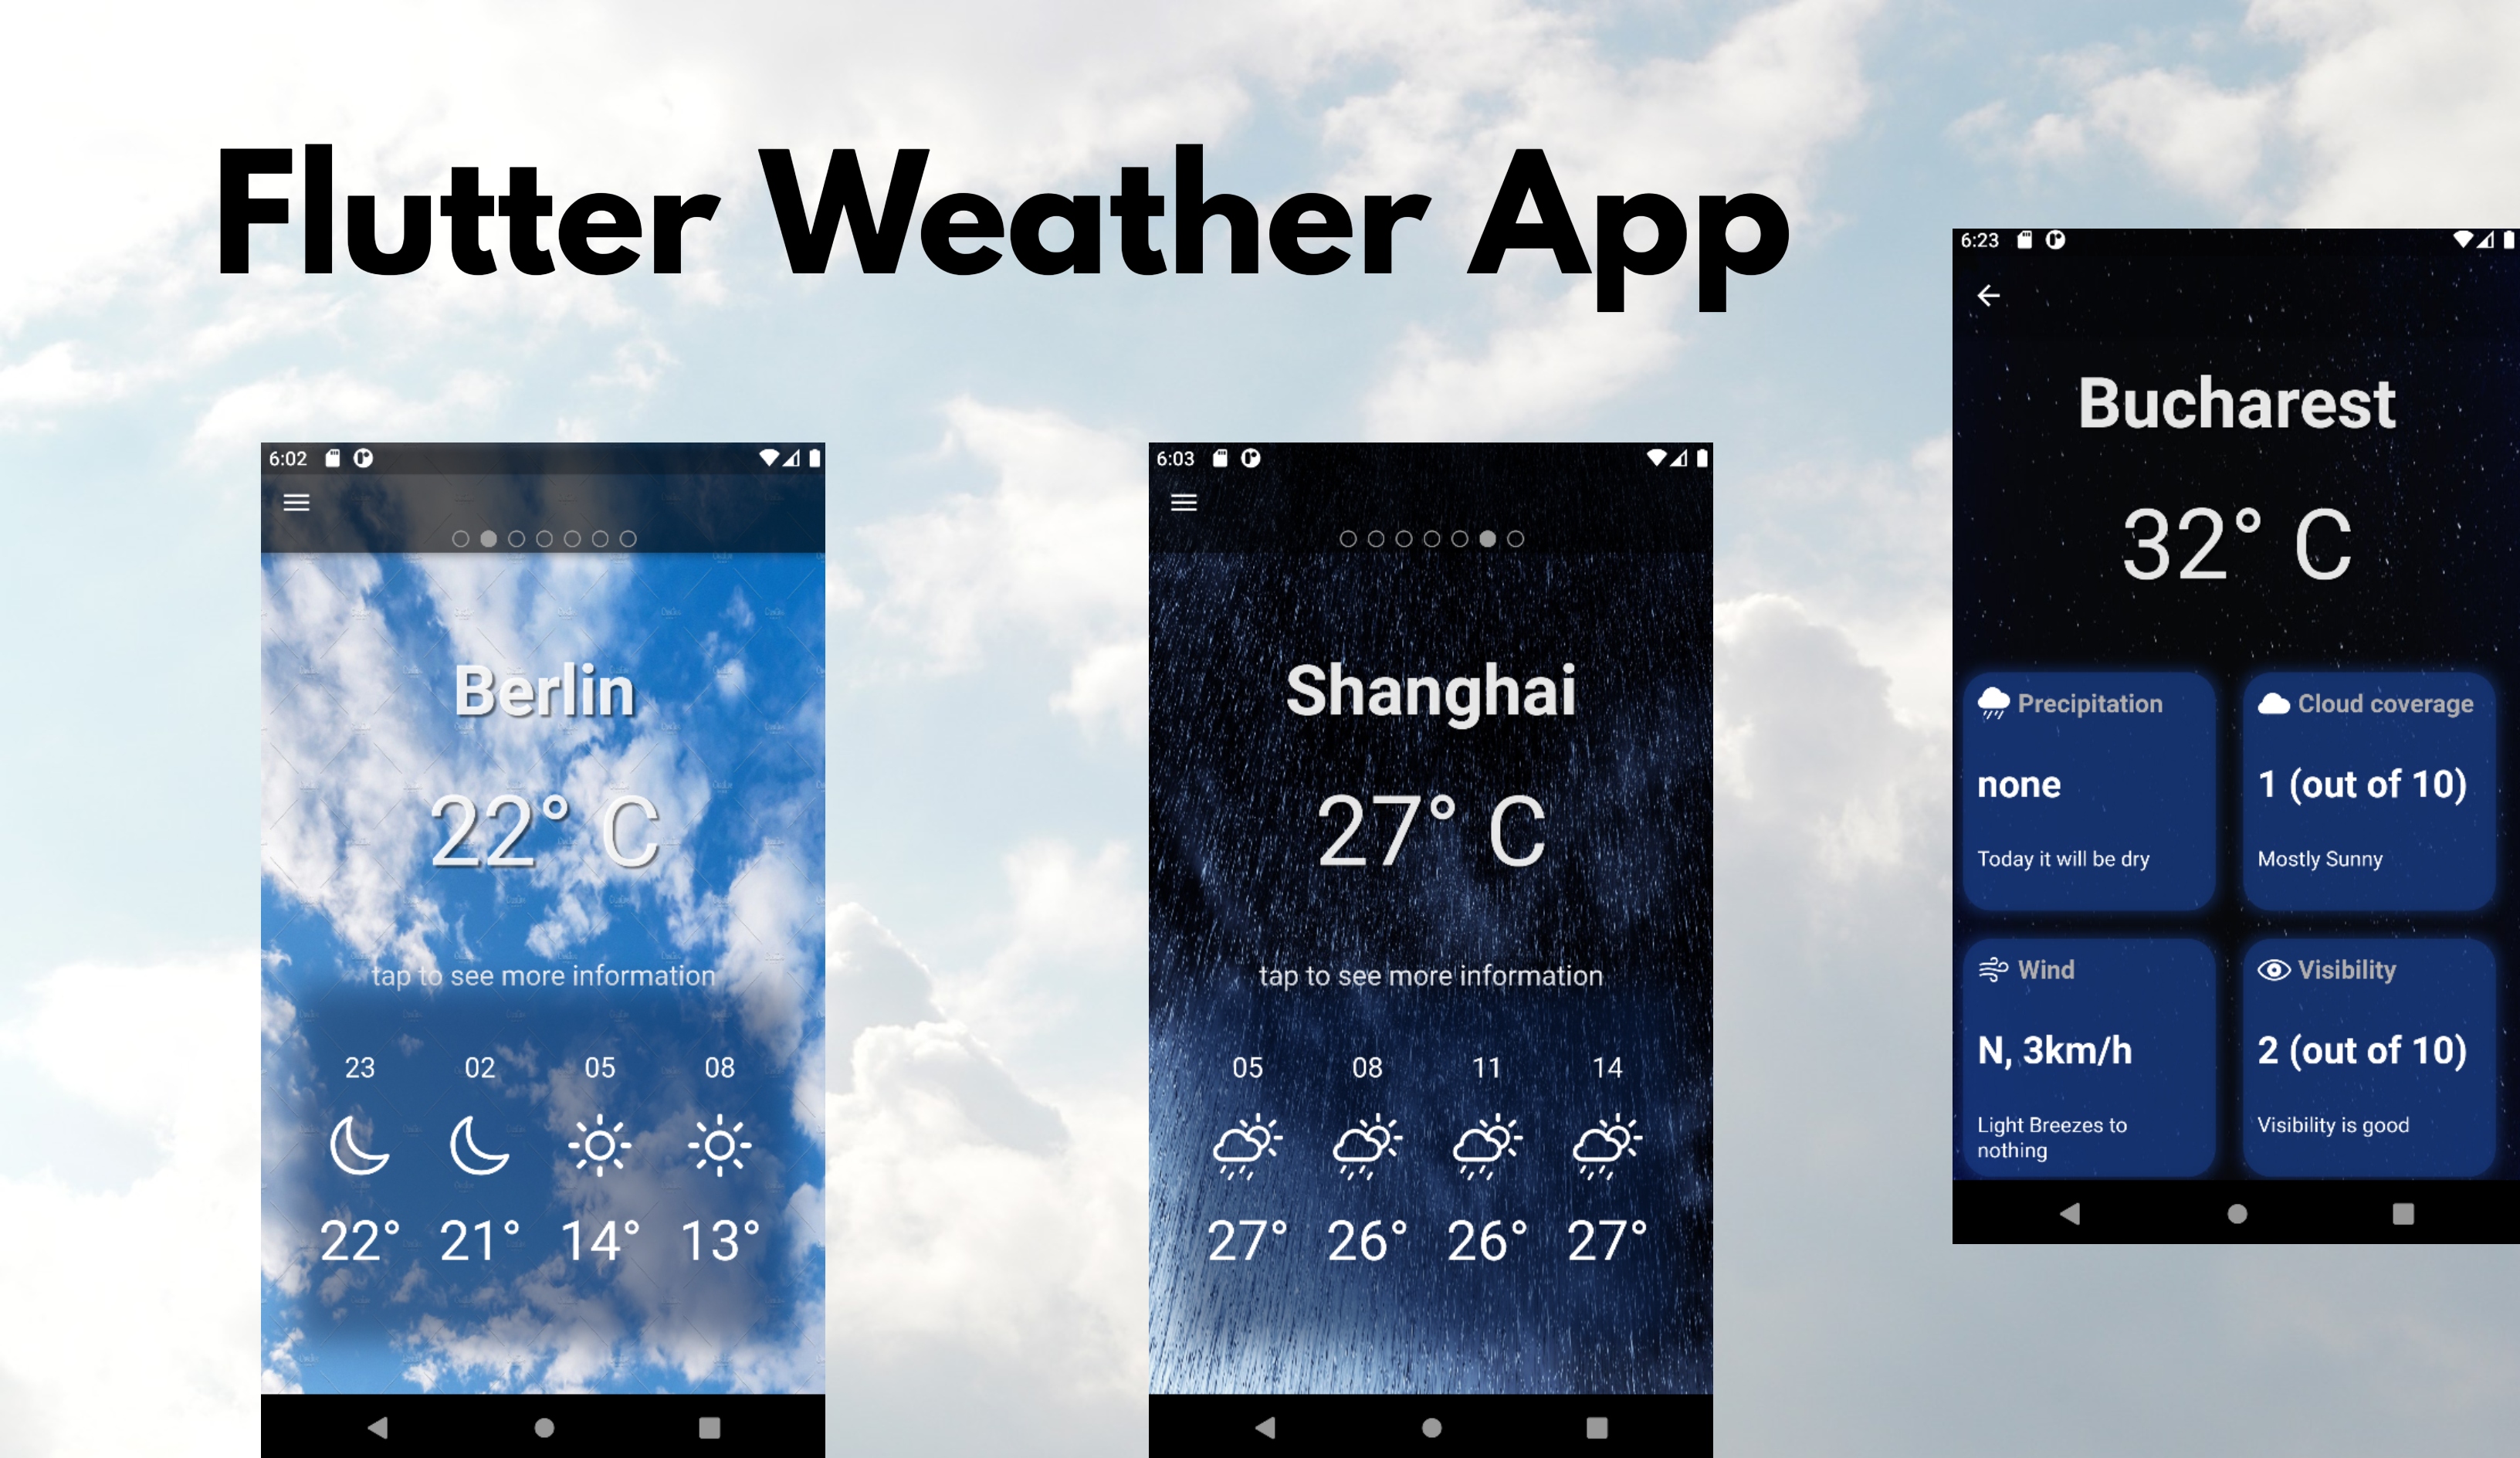 Flutter Weather App
6:02
Berlin
22° C
tap to see more information
23 02 05 08
22° 21° 14° 13°
6:03
Shanghai
27° C
tap to see more information
05 08 11 14
27° 26° 26° 27°
6:23
Bucharest
32° C
Precipitation
none
Today it will be dry
Cloud coverage
1 (out of 10)
Mostly Sunny
Wind
N, 3km/h
Light Breezes to
nothing
Visibility
2 (out of 10)
Visibility is good